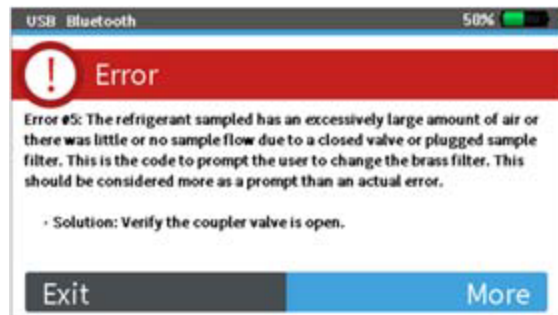 USB Bluetooth 50%
! Error
Error #5: The refrigerant sampled has an excessively large amount of air or
there was little or no sample flow due to a closed valve or plugged sample
filter. This is the code to prompt the user to change the brass filter. This
should be considered more as a prompt than an actual error.
· Solution: Verify the coupler valve is open.
Exit More